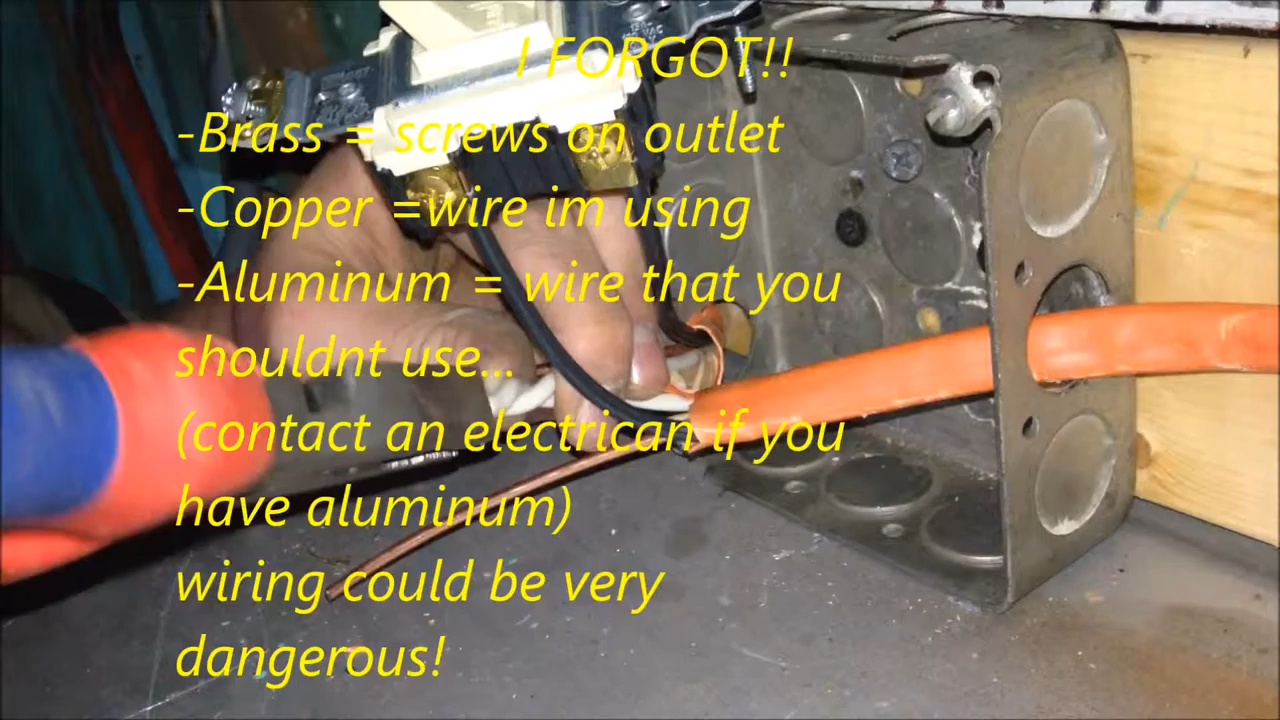 I FORGOT!!
-Brass = screws on outlet
-Copper =wire im using
-Aluminum = wire that you
shouldnt use...
(contact an electrican if you
have aluminum)
wiring could be very
dangerous!